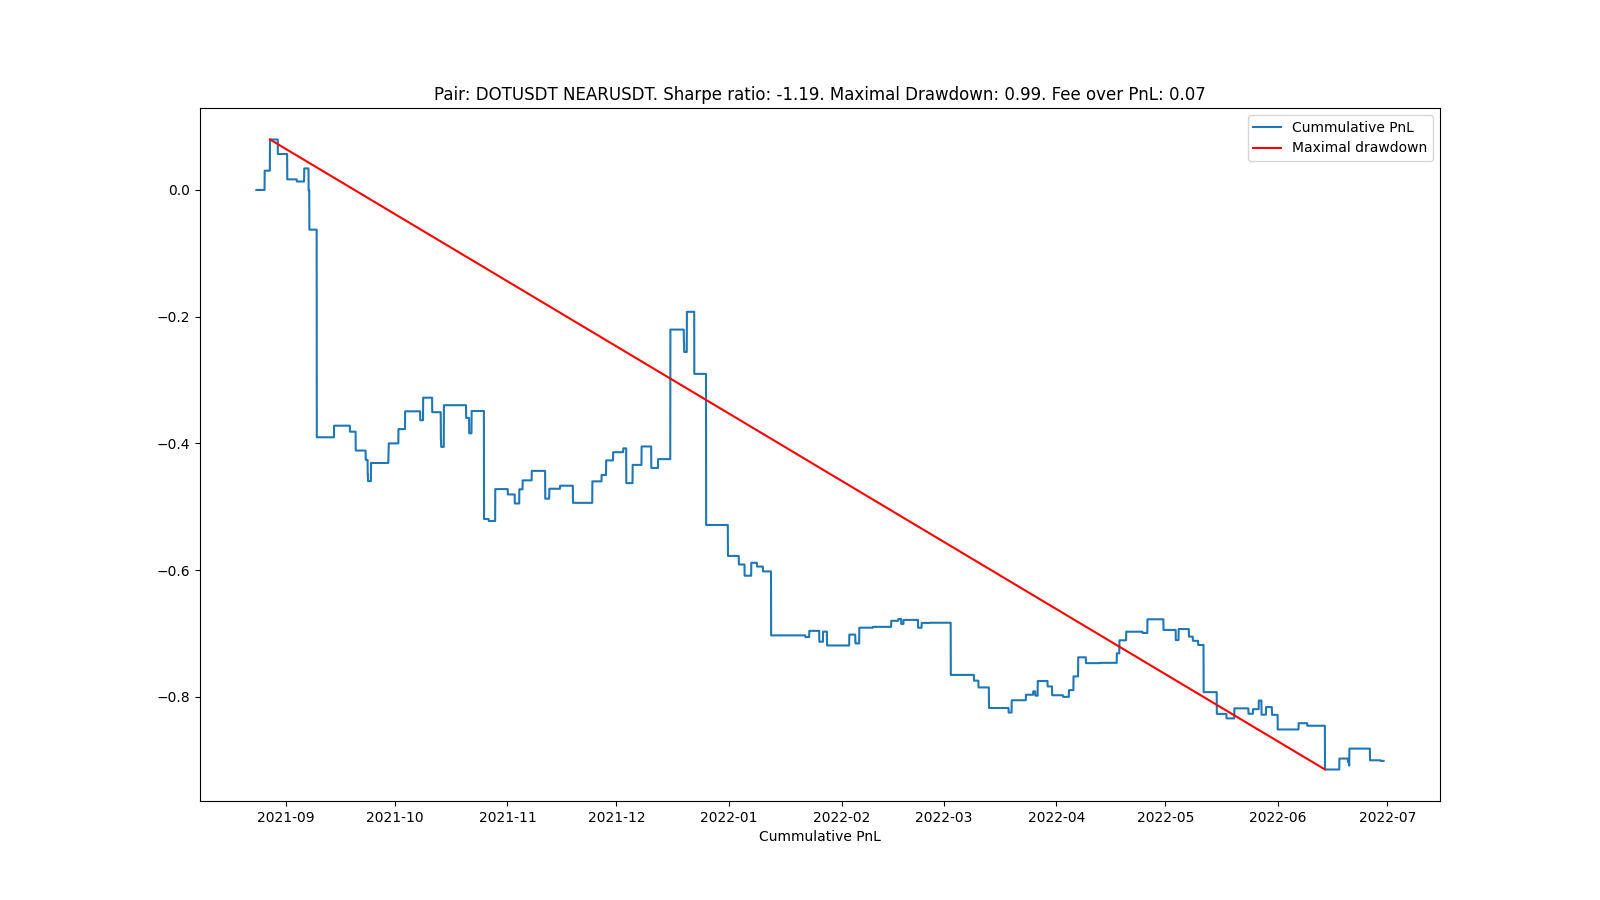 Pair: DOTUSDT NEARUSDT. Sharpe ratio: -1.19. Maximal Drawdown: 0.99. Fee over PnL: 0.07
Cummulative PnL
Maximal drawdown
0.0
−0.2
−0.4
−0.6
−0.8
2021-09 2021-10 2021-11 2021-12 2022-01 2022-02 2022-03 2022-04 2022-05 2022-06 2022-07
Cummulative PnL